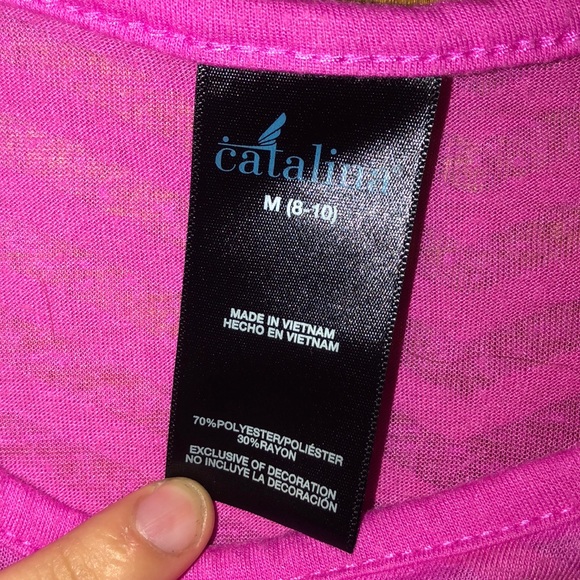 catalina
M (8-10)
MADE IN VIETNAM
HECHO EN VIETNAM
70%POLYESTER/POLIÉSTER
30%RAYON
EXCLUSIVE OF DECORATION
NO INCLUYE LA DECORACIÓN